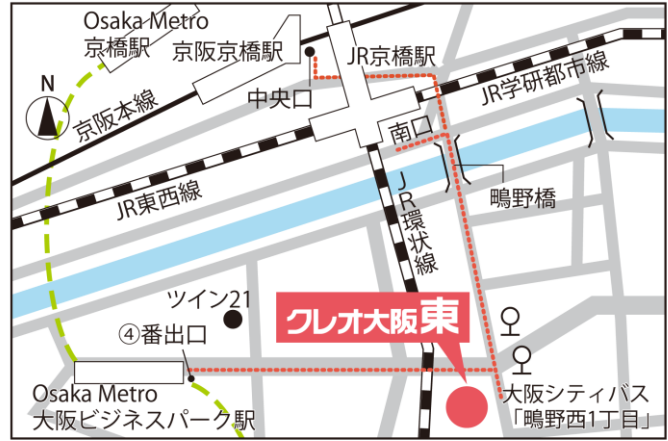 Osaka Metro
京橋駅
京阪京橋駅
JR京橋駅
N
中央口
京阪本線
JR学研都市線
南口
JR東西線
鴫野橋
JR環状線
ツイン21
クレオ大阪東
④番出口
Osaka Metro
大阪ビジネスパーク駅
大阪シティバス
「鴫野西1丁目」